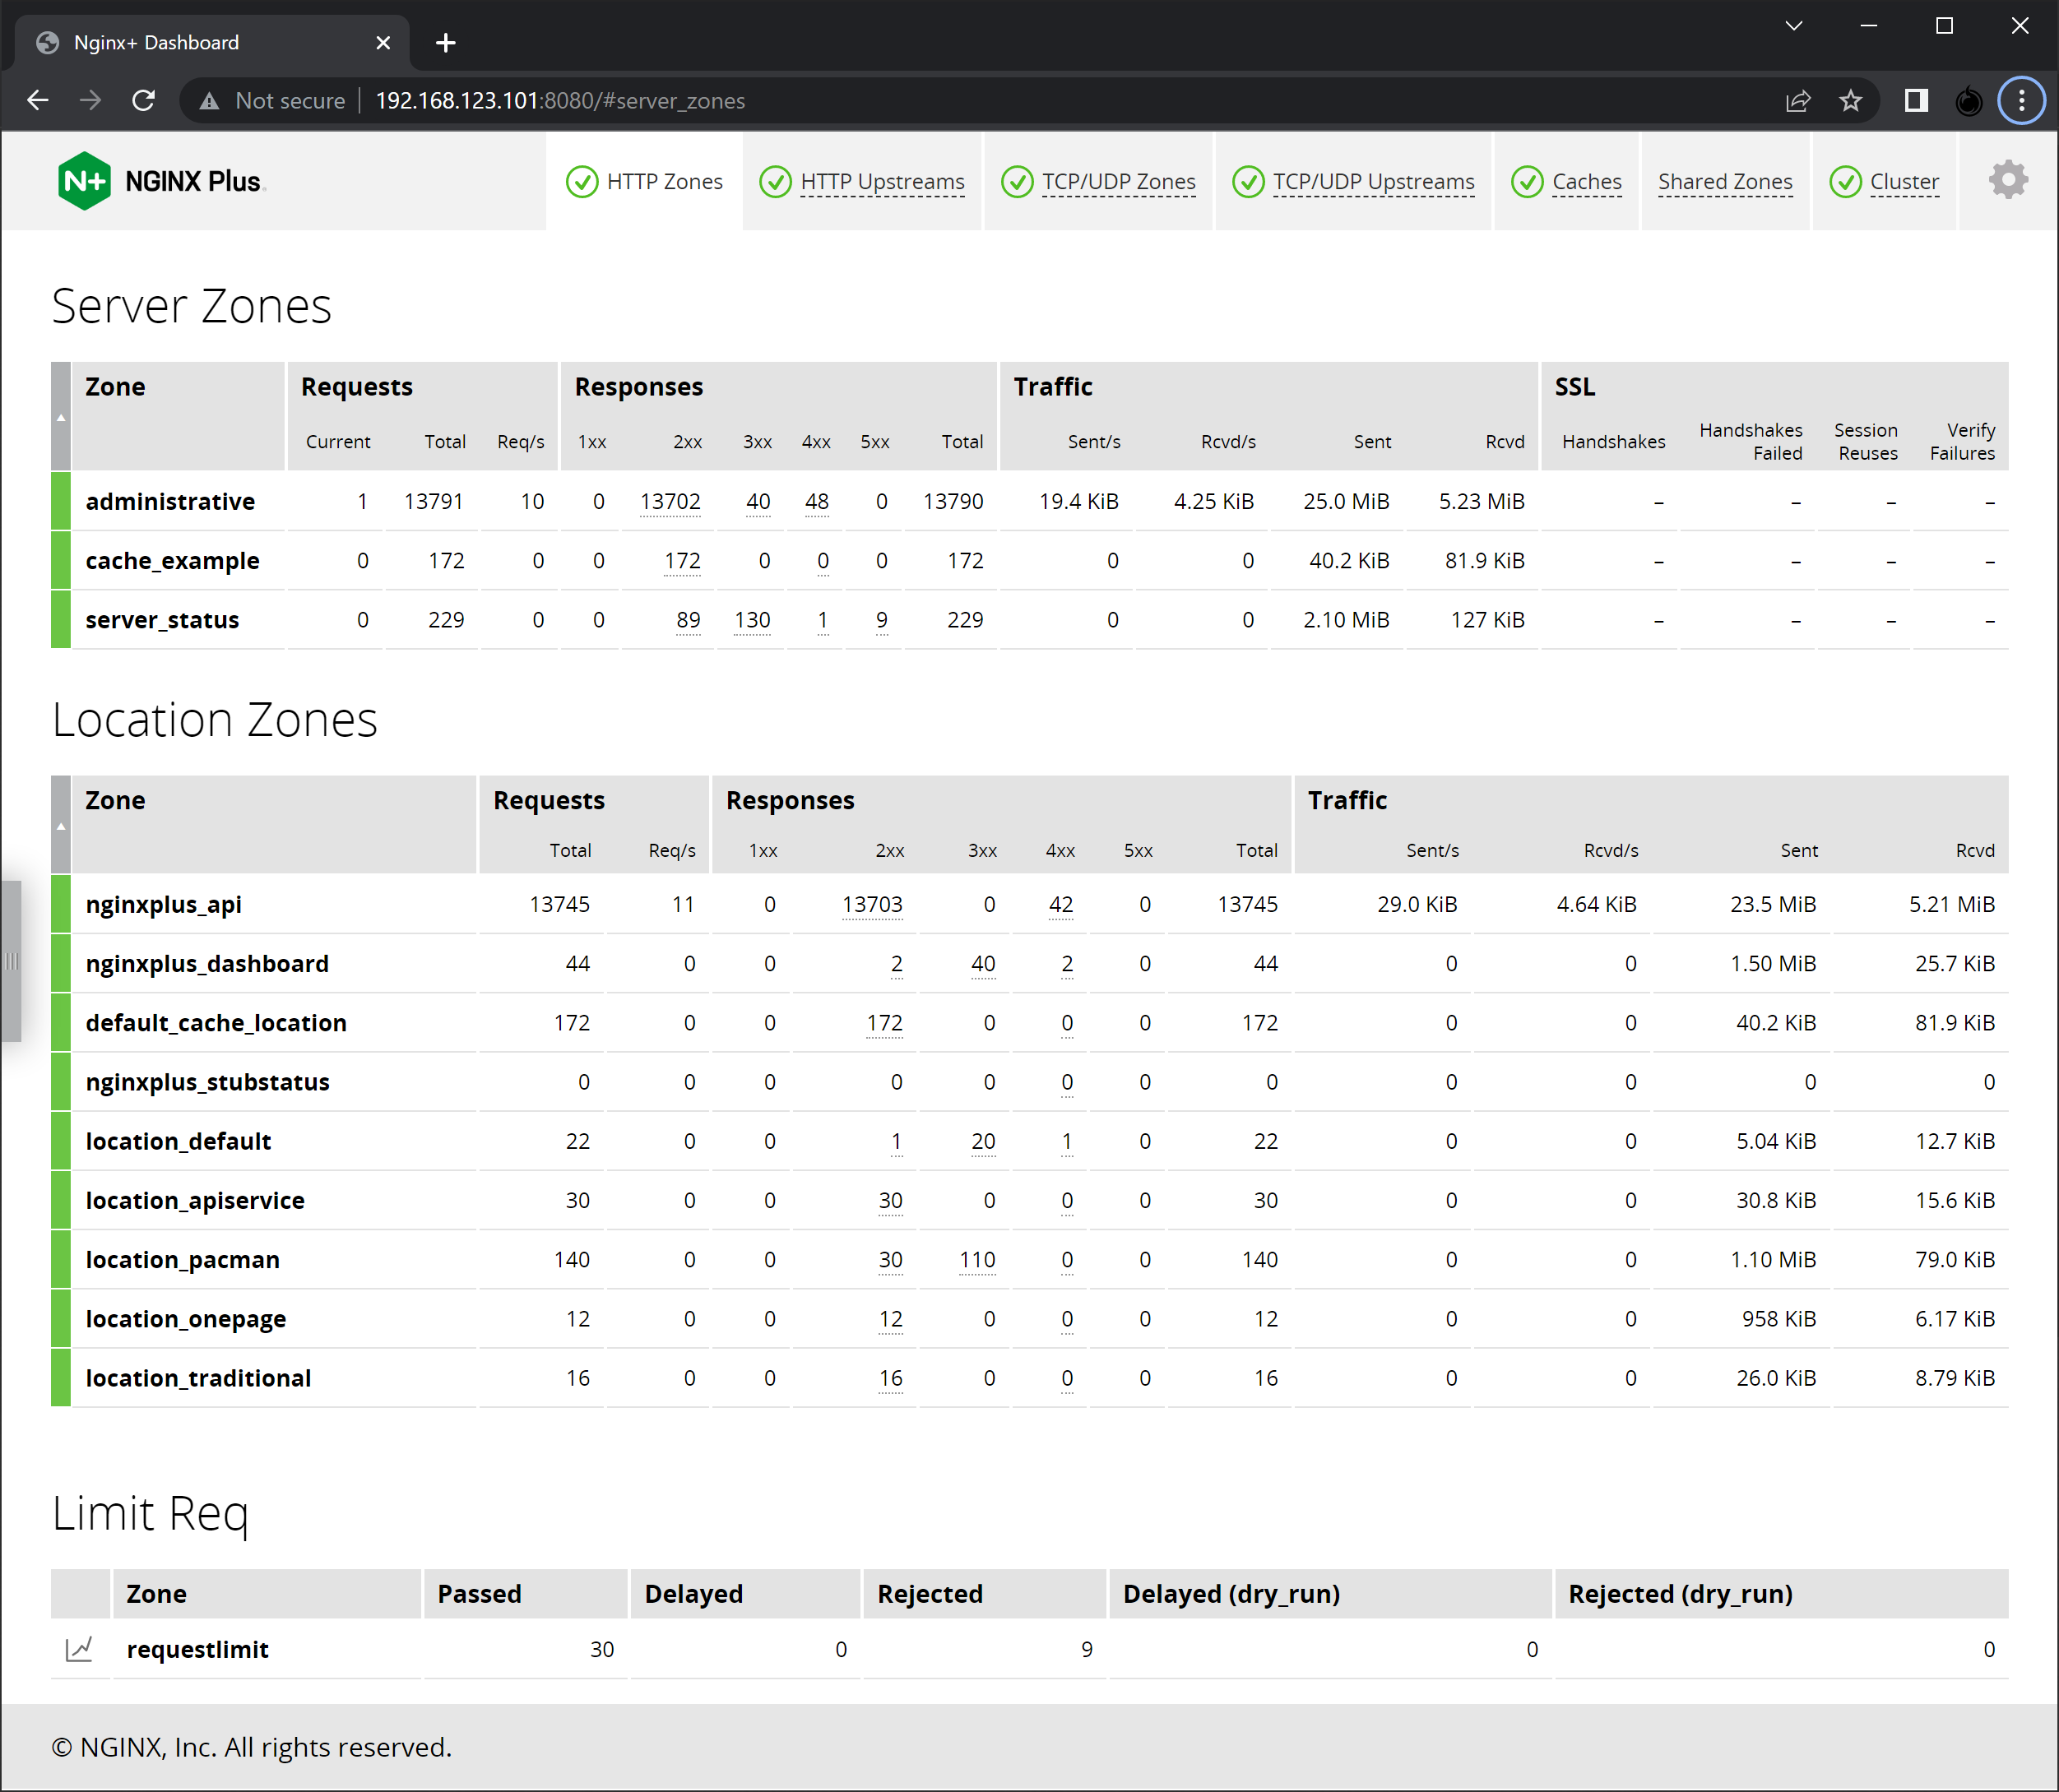 Nginx+ Dashboard
Not secure 192.168.123.101:8080/#server_zones
N+ NGINX Plus HTTP Zones HTTP Upstreams TCP/UDP Zones TCP/UDP Upstreams Caches Shared Zones Cluster
Server Zones
Zone Requests Responses Traffic SSL
Current Total Req/s 1xx 2xx 3xx 4xx 5xx Total Sent/s Rcvd/s Sent Rcvd Handshakes Handshakes Failed Session Reuses Verify Failures
administrative 1 13791 10 0 13702 40 48 0 13790 19.4 KiB 4.25 KiB 25.0 MiB 5.23 MiB – – – –
cache_example 0 172 0 0 172 0 0 0 172 0 0 40.2 KiB 81.9 KiB – – – –
server_status 0 229 0 0 89 130 1 9 229 0 0 2.10 MiB 127 KiB – – – –
Location Zones
Zone Requests Responses Traffic
Total Req/s 1xx 2xx 3xx 4xx 5xx Total Sent/s Rcvd/s Sent Rcvd
nginxplus_api 13745 11 0 13703 0 42 0 13745 29.0 KiB 4.64 KiB 23.5 MiB 5.21 MiB
nginxplus_dashboard 44 0 0 2 40 2 0 44 0 0 1.50 MiB 25.7 KiB
default_cache_location 172 0 0 172 0 0 0 172 0 0 40.2 KiB 81.9 KiB
nginxplus_stubstatus 0 0 0 0 0 0 0 0 0 0 0 0
location_default 22 0 0 1 20 1 0 22 0 0 5.04 KiB 12.7 KiB
location_apiservice 30 0 0 30 0 0 0 30 0 0 30.8 KiB 15.6 KiB
location_pacman 140 0 0 30 110 0 0 140 0 0 1.10 MiB 79.0 KiB
location_onepage 12 0 0 12 0 0 0 12 0 0 958 KiB 6.17 KiB
location_traditional 16 0 0 16 0 0 0 16 0 0 26.0 KiB 8.79 KiB
Limit Req
Zone Passed Delayed Rejected Delayed (dry_run) Rejected (dry_run)
requestlimit 30 0 9 0 0
© NGINX, Inc. All rights reserved.